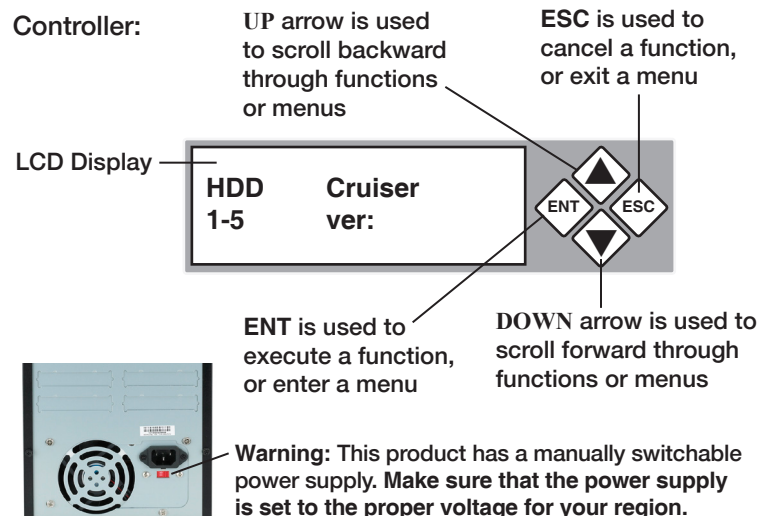 Controller:
UP arrow is used
to scroll backward
through functions
or menus
ESC is used to
cancel a function,
or exit a menu
LCD Display
HDD Cruiser
1-5 ver:
ENT
ESC
ENT is used to
execute a function,
or enter a menu
DOWN arrow is used to
scroll forward through
functions or menus
Warning: This product has a manually switchable
power supply. Make sure that the power supply
is set to the proper voltage for your region.